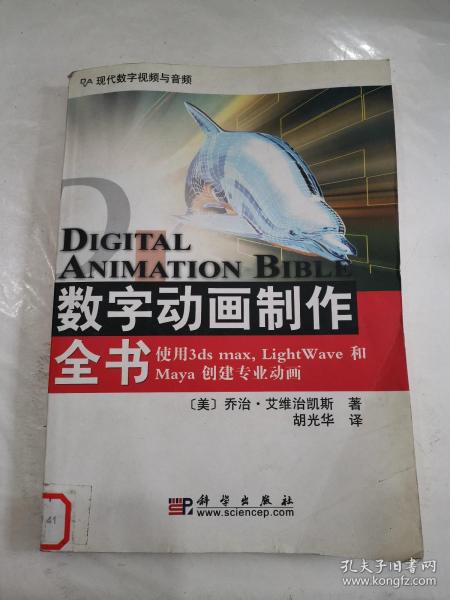 DVA 现代数字视频与音频
DIGITAL
ANIMATION BIBLE
数字动画制作
全书
使用3ds max, LightWave 和
Maya 创建专业动画
〔美〕乔治·艾维治凯斯 著
胡光华 译
科学出版社
www.sciencep.com
41
孔夫子旧书网
www.kongfz.com